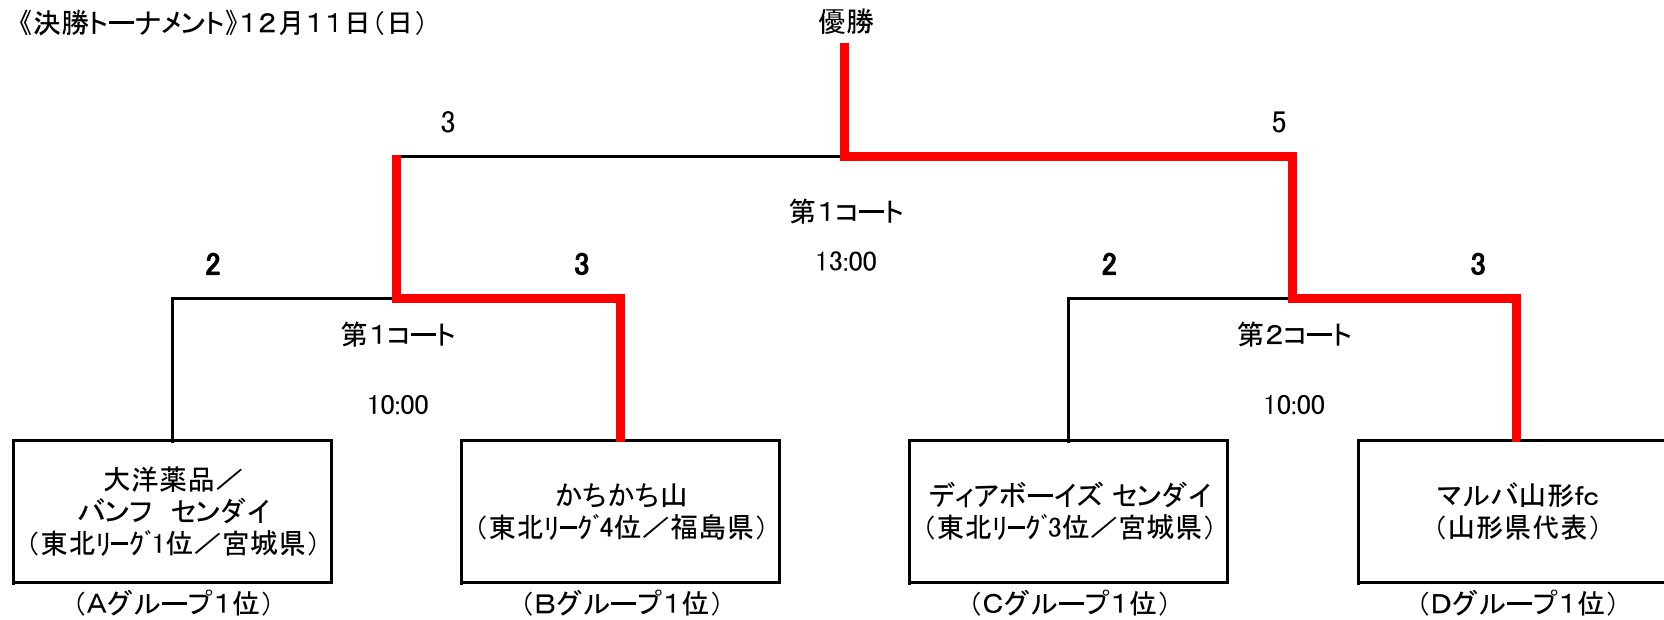 《決勝トーナメント》12月11日(日)
優勝
3
5
第1コート
13:00
2
3
2
3
第1コート
第2コート
10:00
10:00
大洋薬品／
バンフ　センダイ
(東北リーグ1位／宮城県)
かちかち山
(東北リーグ4位／福島県)
ディアボーイズ センダイ
(東北リーグ3位／宮城県)
マルバ山形fc
(山形県代表)
(Aグループ1位)
(Bグループ1位)
(Cグループ1位)
(Dグループ1位)